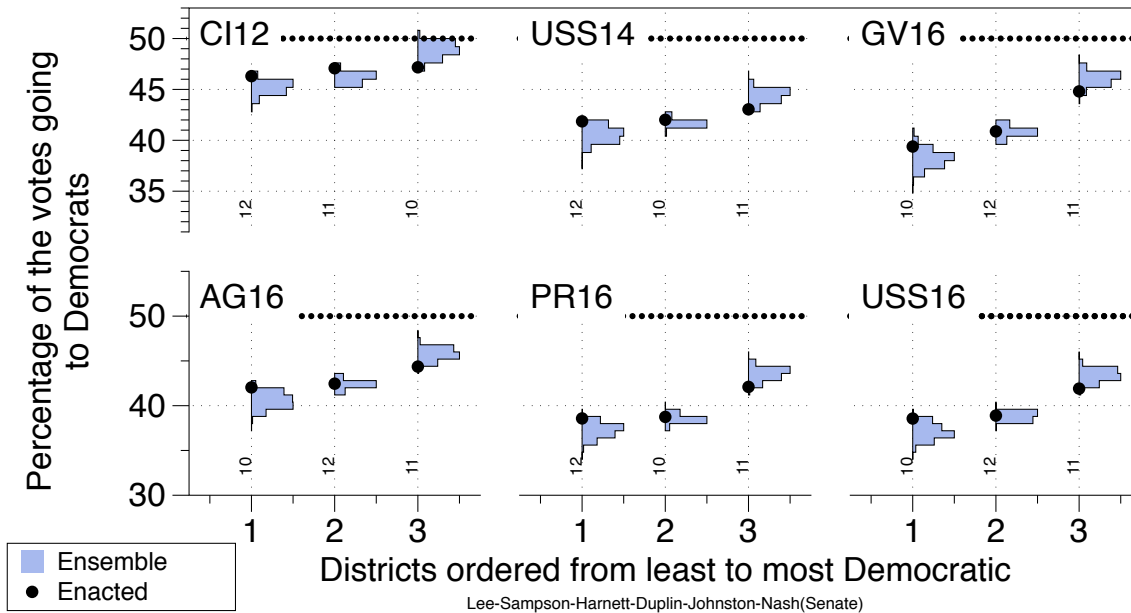 Percentage of the votes going
to Democrats
CI12
USS14
GV16
50
45
40
35
12
11
10
12
10
11
10
12
11
AG16
PR16
USS16
50
40
30
10
12
11
12
10
11
10
12
11
1 2 3
1 2 3
1 2 3
Districts ordered from least to most Democratic
Lee-Sampson-Harnett-Duplin-Johnston-Nash(Senate)
Ensemble
Enacted